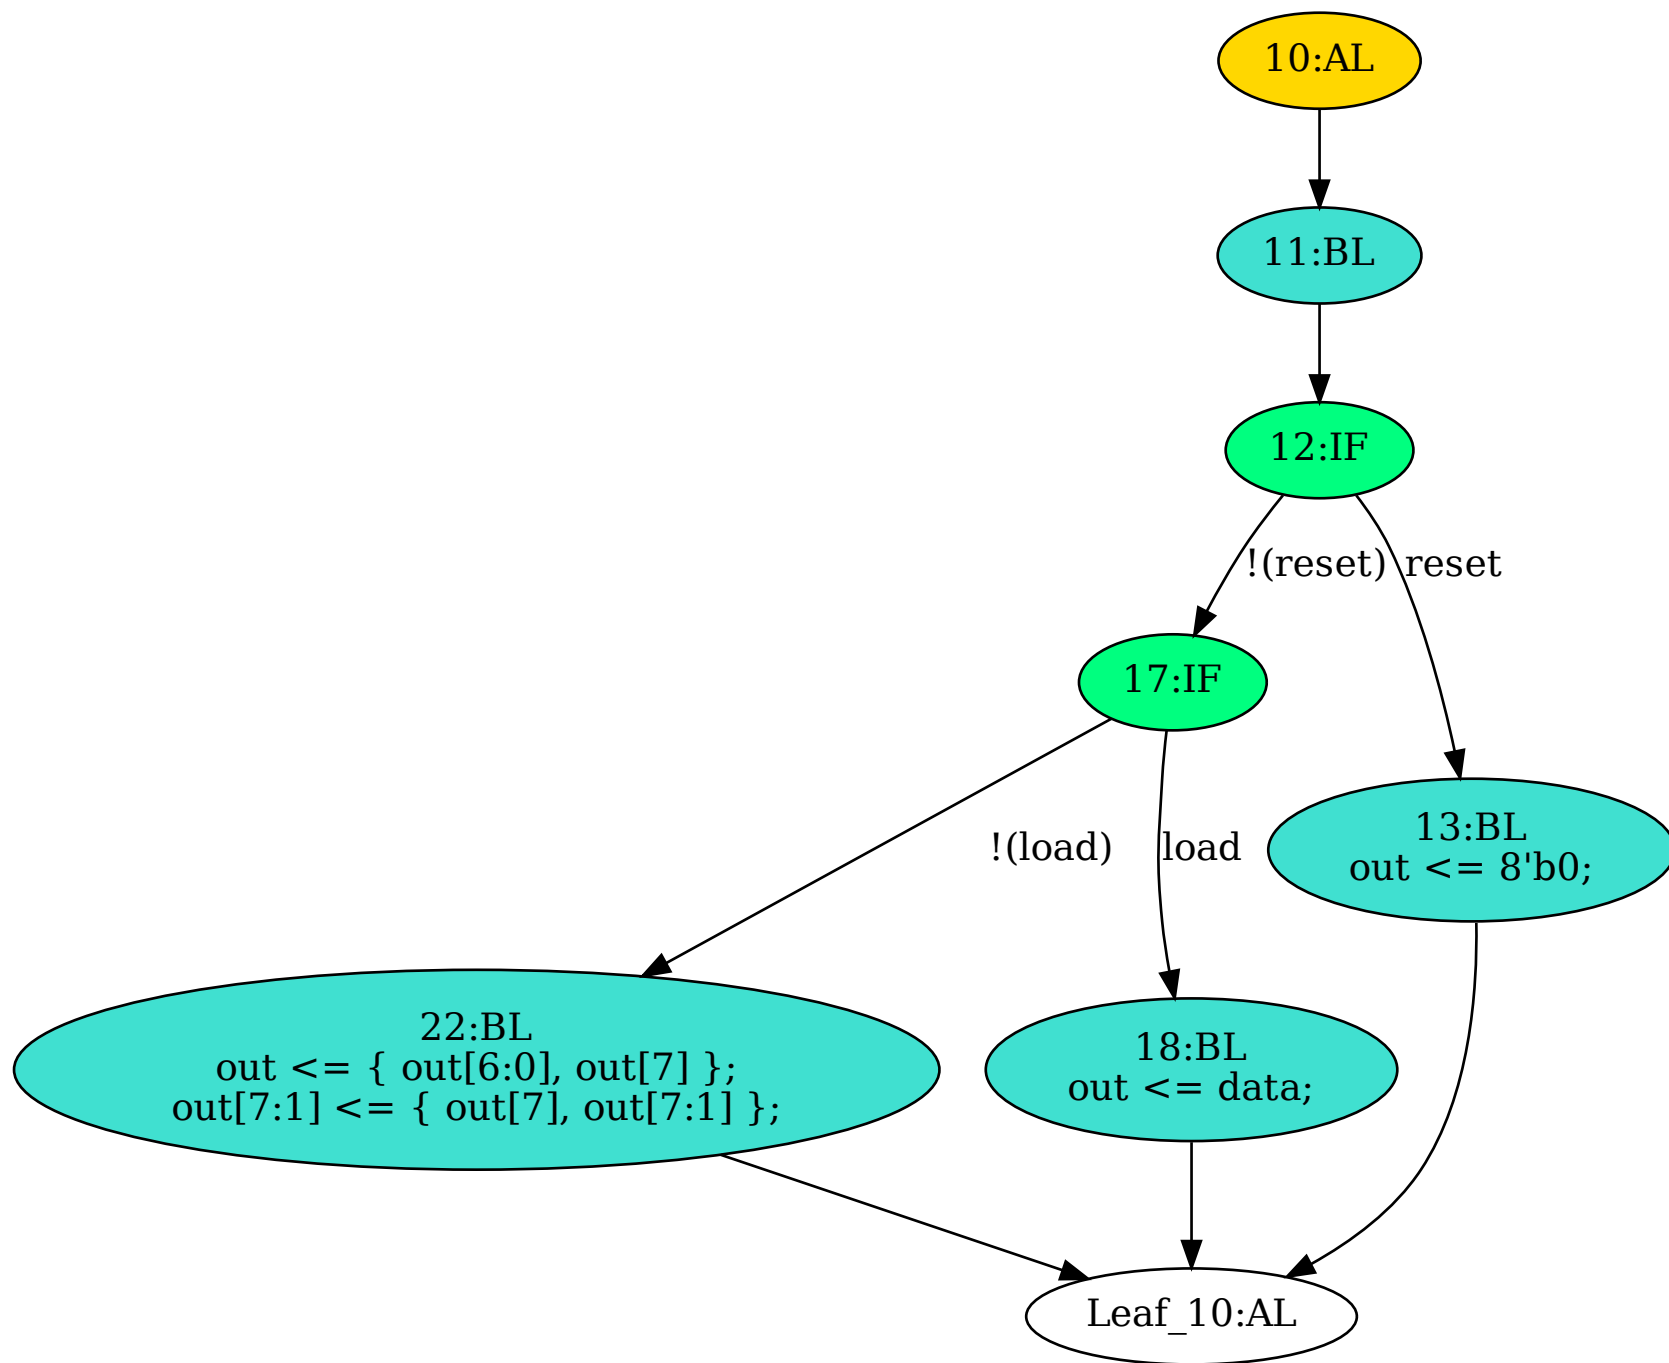 10:AL
11:BL
12:IF
!(reset)
reset
17:IF
!(load)
load
13:BL
out <= 8'b0;
22:BL
out <= { out[6:0], out[7] };
out[7:1] <= { out[7], out[7:1] };
18:BL
out <= data;
Leaf_10:AL